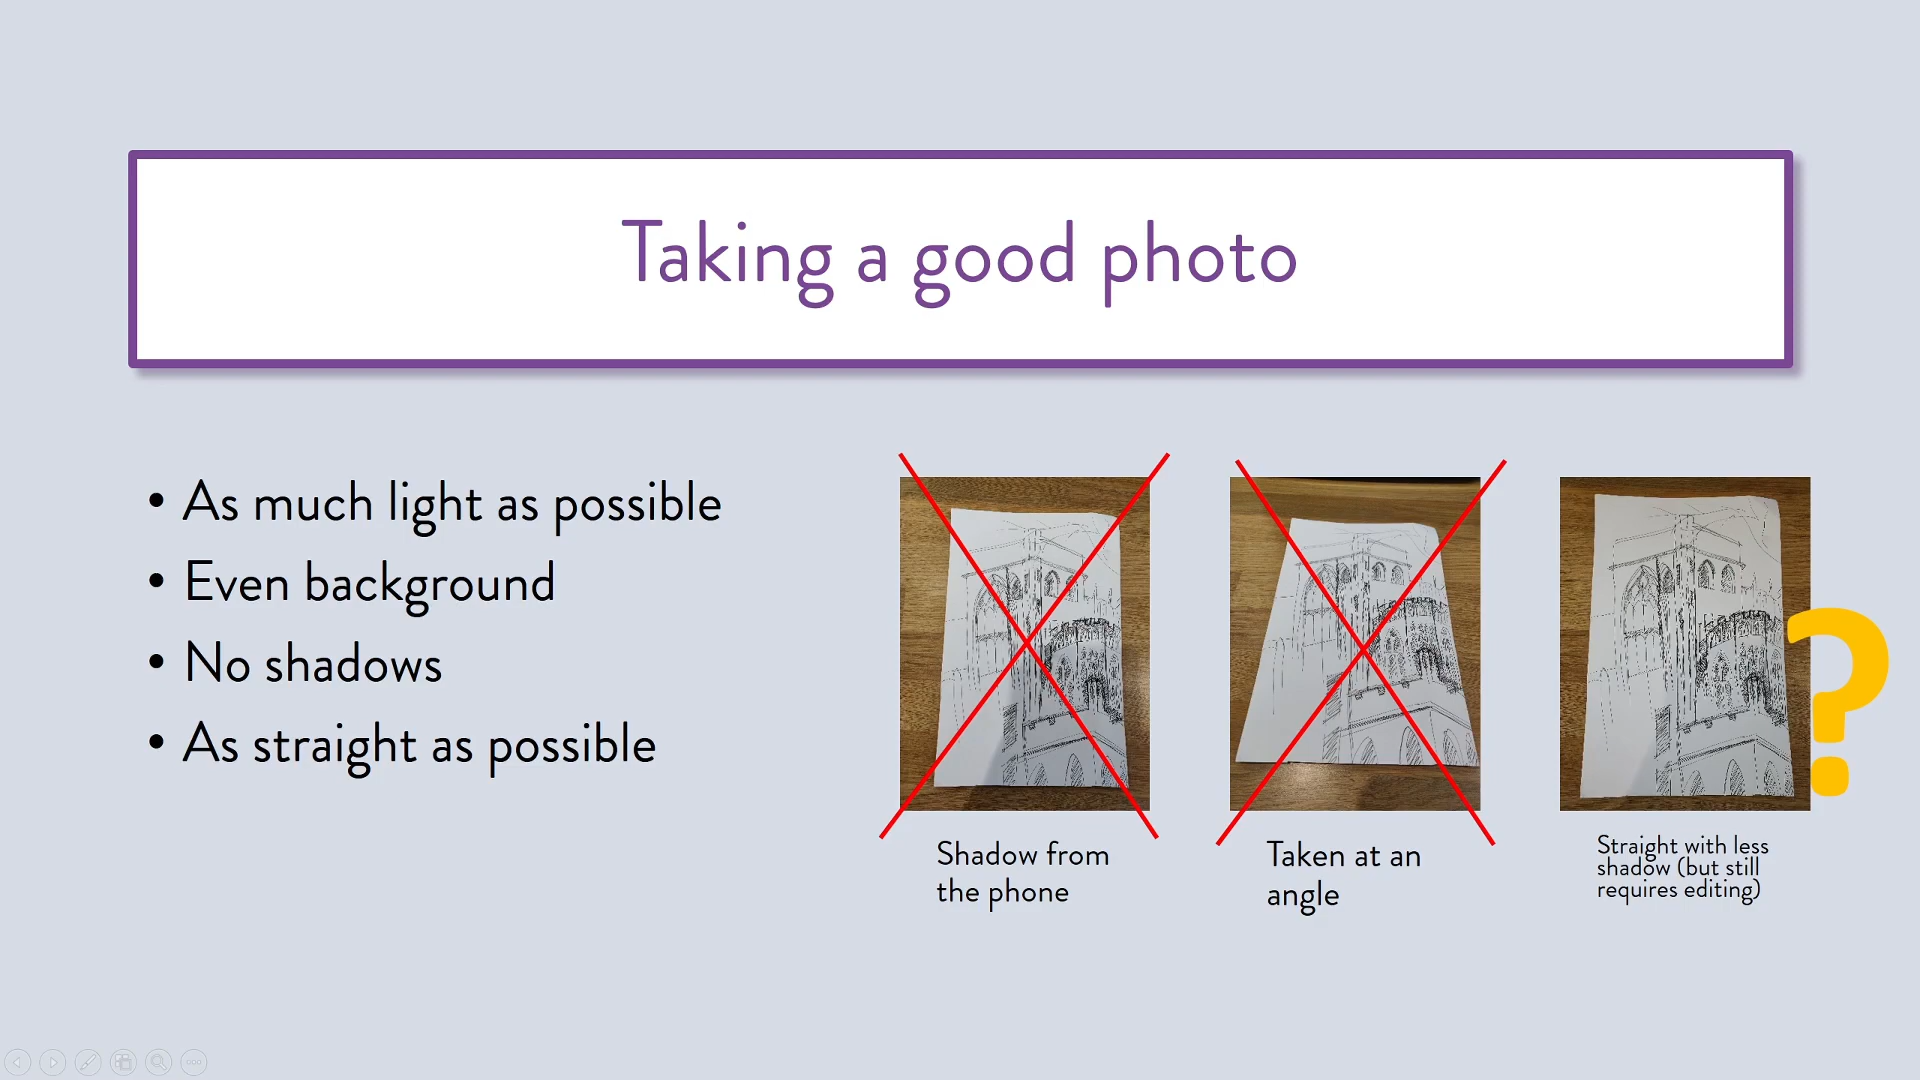 Taking a good photo
• As much light as possible
• Even background
• No shadows
• As straight as possible
Shadow from
the phone
Taken at an
angle
?
Straight with less
shadow (but still
requires editing)